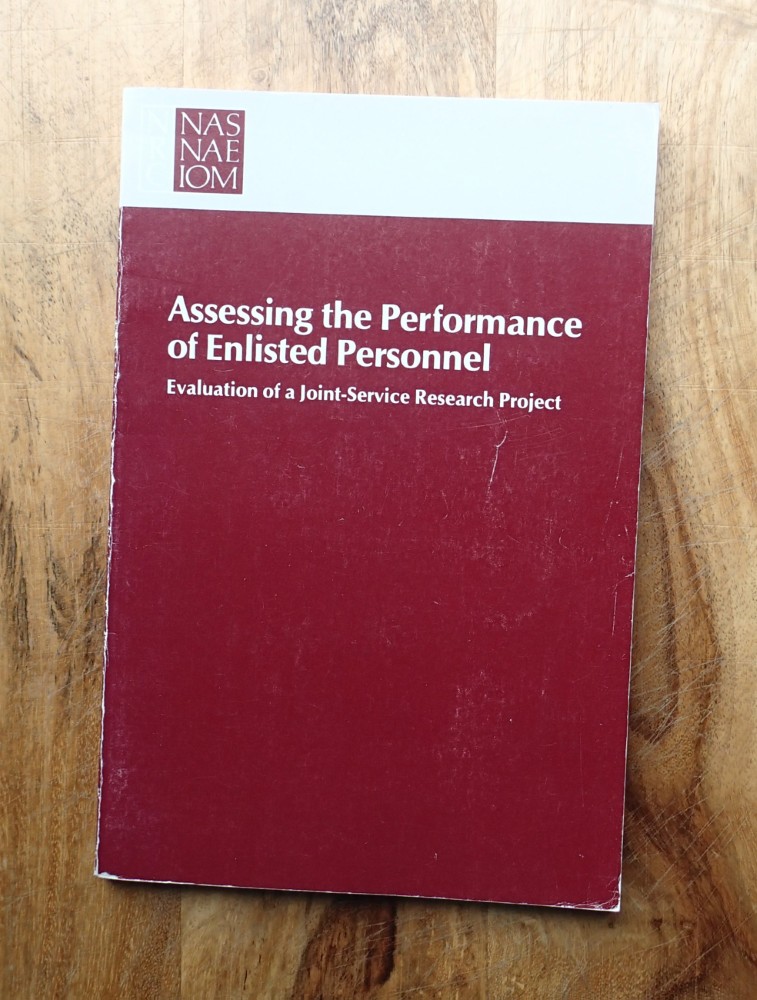 N NAS
R NAE
C IOM
Assessing the Performance
of Enlisted Personnel
Evaluation of a Joint-Service Research Project